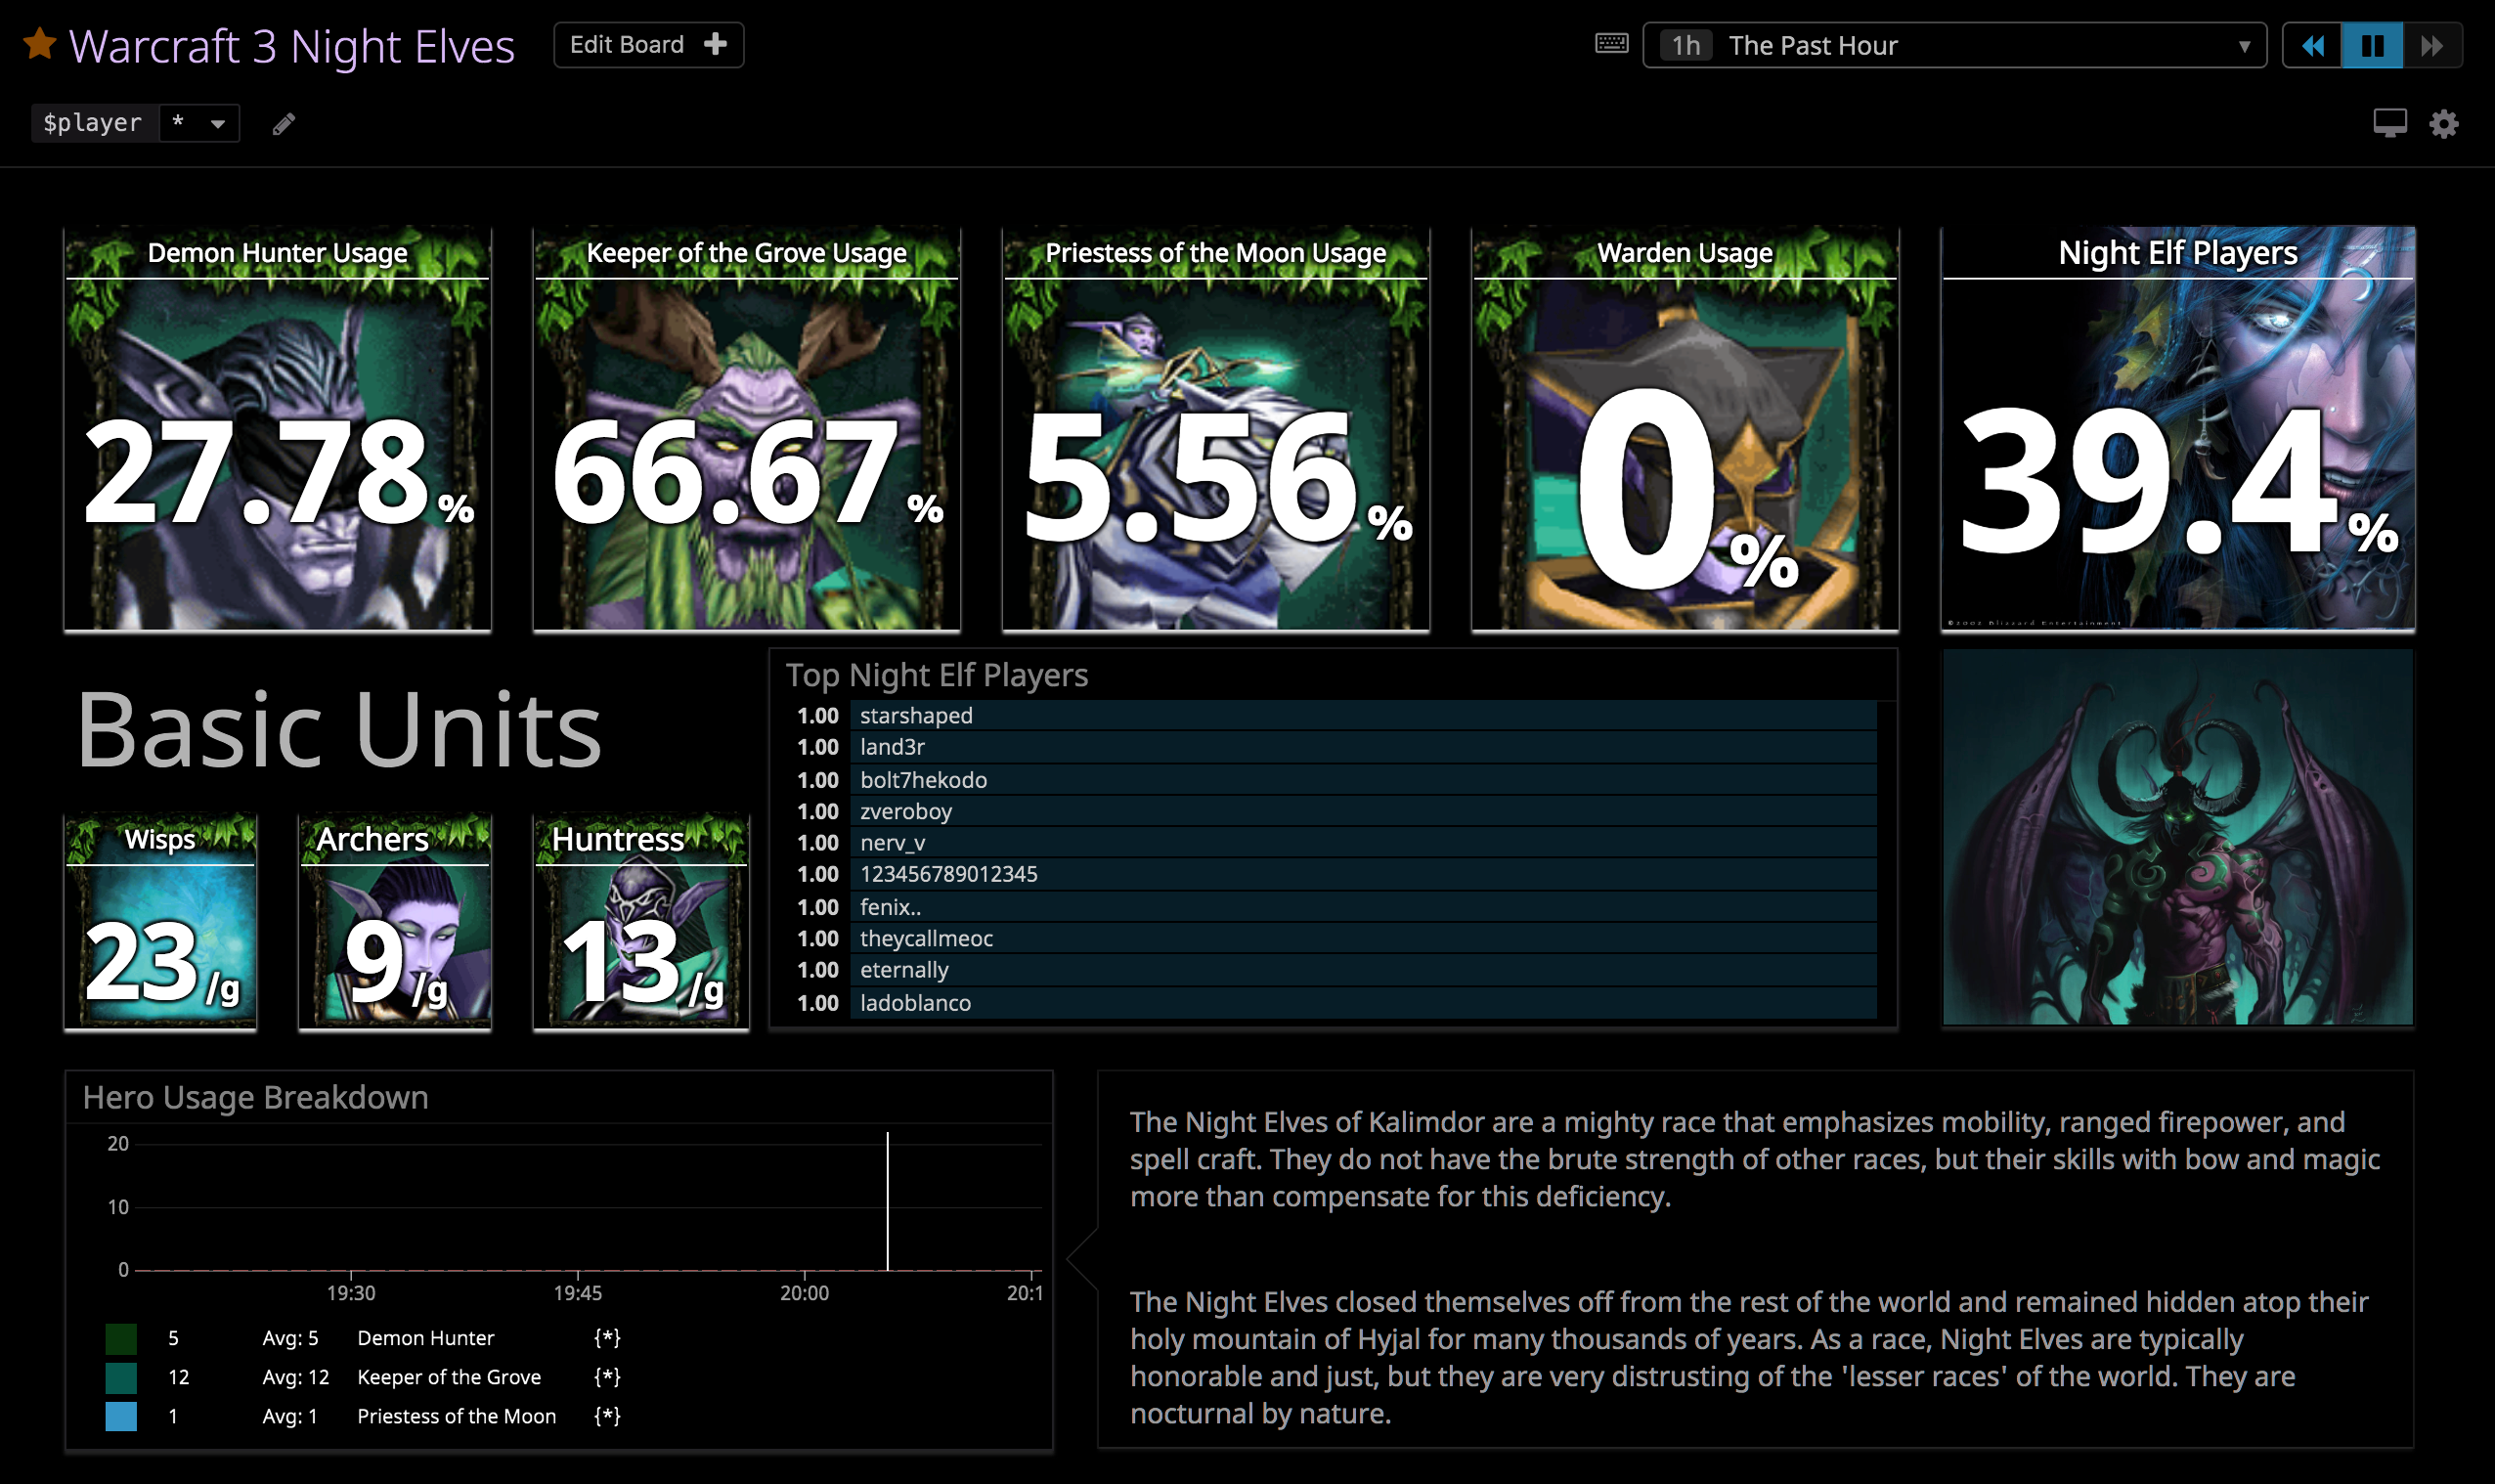 Warcraft 3 Night Elves
Edit Board
1h The Past Hour
$player *
Demon Hunter Usage
27.78 %
Keeper of the Grove Usage
66.67 %
Priestess of the Moon Usage
5.56 %
Warden Usage
0 %
Night Elf Players
39.4 %
©2002 Blizzard Entertainment
Basic Units
Wisps
23 /g
Archers
9 /g
Huntress
13 /g
Top Night Elf Players
1.00 starshaped
1.00 land3r
1.00 bolt7hekodo
1.00 zveroboy
1.00 nerv_v
1.00 123456789012345
1.00 fenix..
1.00 theycallmeoc
1.00 eternally
1.00 ladoblanco
Hero Usage Breakdown
20
10
0
19:30 19:45 20:00 20:1
5 Avg: 5 Demon Hunter {*}
12 Avg: 12 Keeper of the Grove {*}
1 Avg: 1 Priestess of the Moon {*}
The Night Elves of Kalimdor are a mighty race that emphasizes mobility, ranged firepower, and
spell craft. They do not have the brute strength of other races, but their skills with bow and magic
more than compensate for this deficiency.
The Night Elves closed themselves off from the rest of the world and remained hidden atop their
holy mountain of Hyjal for many thousands of years. As a race, Night Elves are typically
honorable and just, but they are very distrusting of the 'lesser races' of the world. They are
nocturnal by nature.